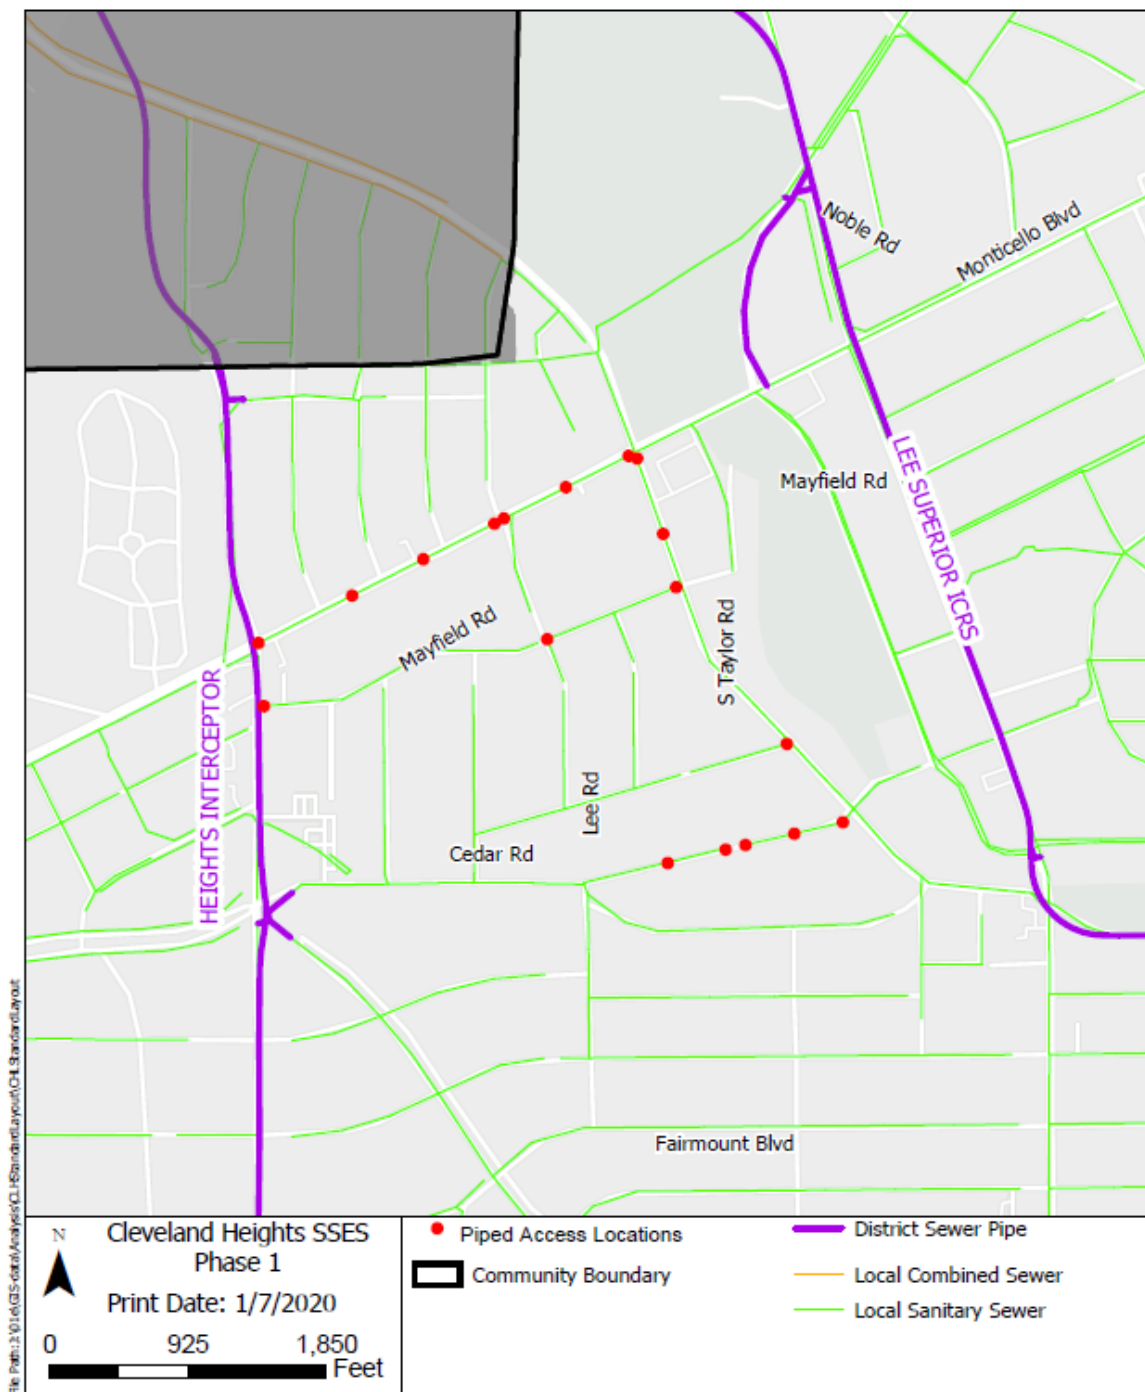 Noble Rd
Monticello Blvd
Mayfield Rd
LEE SUPERIOR ICRS
Mayfield Rd
S Taylor Rd
HEIGHTS INTERCEPTOR
Lee Rd
Cedar Rd
Fairmount Blvd
N
Cleveland Heights SSES
Phase 1
Print Date: 1/7/2020
0 925 1,850
Feet
Piped Access Locations
Community Boundary
District Sewer Pipe
Local Combined Sewer
Local Sanitary Sewer